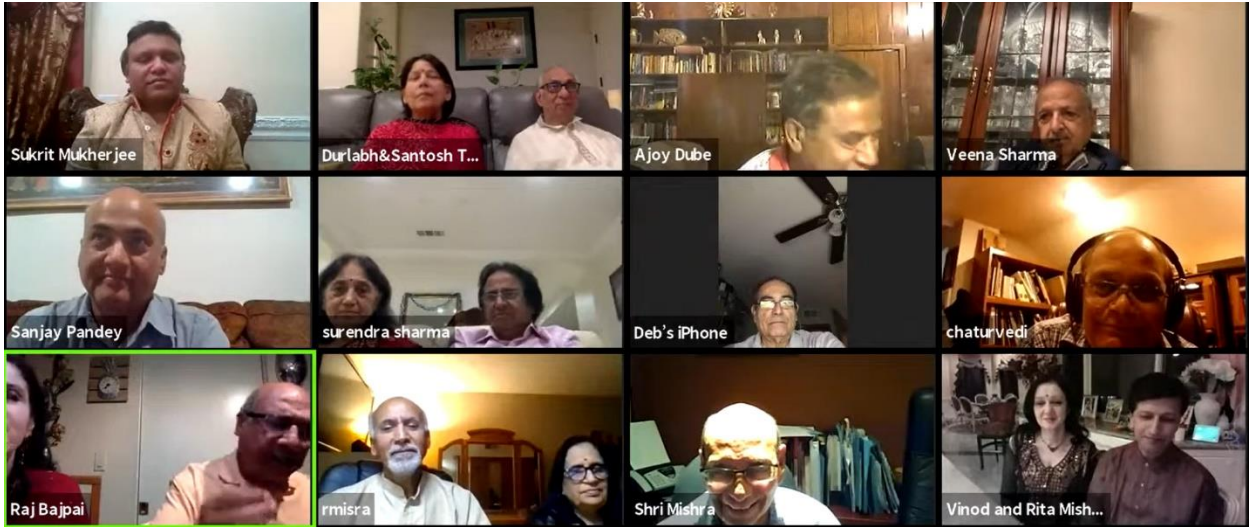 Sukrit Mukherjee
Durlabh&Santosh T...
Ajoy Dube
Veena Sharma
Sanjay Pandey
surendra sharma
Deb's iPhone
chaturvedi
Raj Bajpai
rmisra
Shri Mishra
Vinod and Rita Mish...